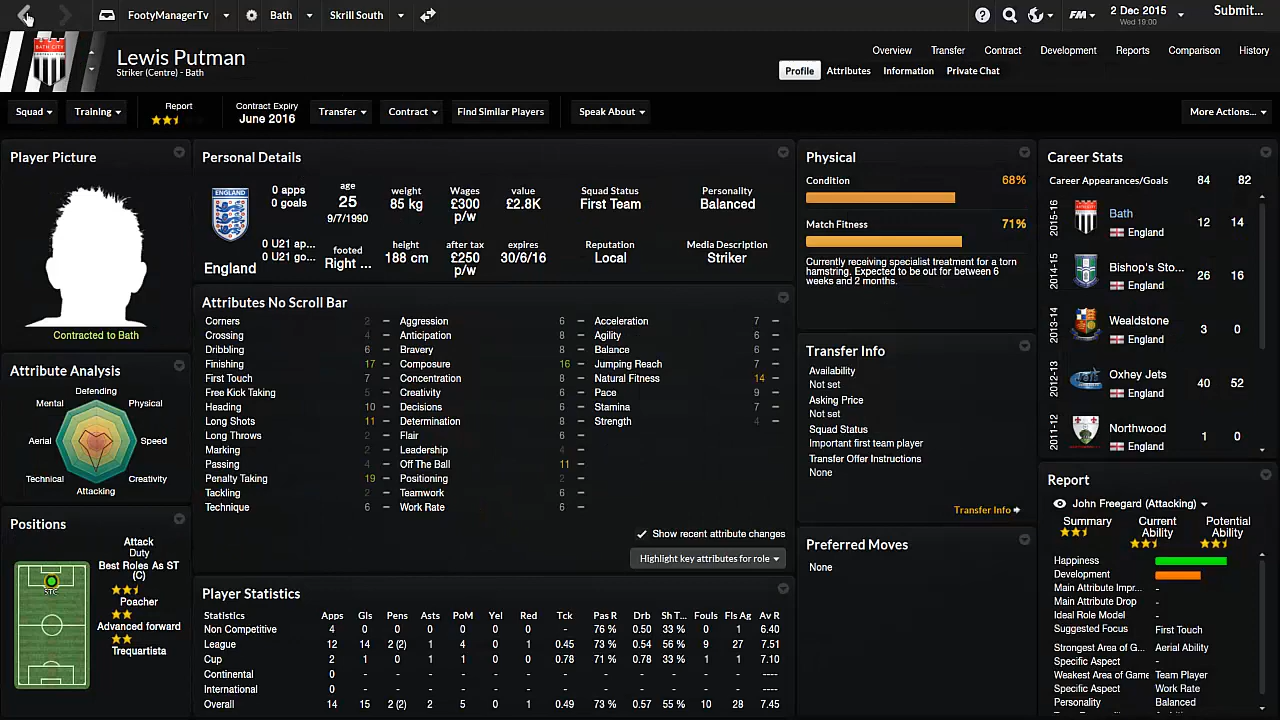 FootyManagerTv Bath Skrill South FM 2 Dec 2015 Submit...
Wed 19:00
BATH CITY
Lewis Putman
Striker (Centre) - Bath
Overview Transfer Contract Development Reports Comparison History
Profile Attributes Information Private Chat
Squad Training Report Contract Expiry June 2016 Transfer Contract Find Similar Players Speak About More Actions...
Player Picture
Contracted to Bath
Attribute Analysis
Defending
Mental Physical
Aerial Speed
Technical Creativity
Attacking
Positions
STC
Attack
Duty
Best Roles As ST
(C)
Poacher
Advanced forward
Trequartista
Personal Details
ENGLAND
England
0 apps
0 goals
0 U21 ap...
0 U21 go...
age
25
9/7/1990
footed
Right ...
weight
85 kg
height
188 cm
Wages
£300
p/w
after tax
£250
p/w
value
£2.8K
expires
30/6/16
Squad Status
First Team
Reputation
Local
Personality
Balanced
Media Description
Striker
Attributes No Scroll Bar
Corners 2 - Aggression 6 - Acceleration 7 -
Crossing 4 - Anticipation 8 - Agility 6 -
Dribbling 6 - Bravery 8 - Balance 6 -
Finishing 17 - Composure 16 - Jumping Reach 7 -
First Touch 7 - Concentration 8 - Natural Fitness 14 -
Free Kick Taking 5 - Creativity 6 - Pace 9 -
Heading 10 - Decisions 6 - Stamina 7 -
Long Shots 11 - Determination 8 - Strength 4 -
Long Throws 2 - Flair 6 -
Marking 2 - Leadership 4 -
Passing 4 - Off The Ball 11 -
Penalty Taking 19 - Positioning 2 -
Tackling 2 - Teamwork 6 -
Technique 6 - Work Rate 6 -
Show recent attribute changes
Highlight key attributes for role
Player Statistics
Statistics Apps Gls Pens Asts PoM Yel Red Tck Pas R Drb Sh T... Fouls Fls Ag Av R
Non Competitive 4 0 0 0 0 0 0 - 76 % 0.50 33 % 0 1 6.40
League 12 14 2 (2) 1 4 0 1 0.45 73 % 0.54 56 % 9 27 7.51
Cup 2 1 0 1 1 0 0 0.78 71 % 0.78 33 % 1 1 7.10
Continental 0 - - - - - - - - - - - - ----
International 0 - - - - - - - - - - - - ----
Overall 14 15 2 (2) 2 5 0 1 0.49 73 % 0.57 55 % 10 28 7.45
Physical
Condition 68%
Match Fitness 71%
Currently receiving specialist treatment for a torn
hamstring. Expected to be out for between 6
weeks and 2 months.
Transfer Info
Availability
Not set
Asking Price
Not set
Squad Status
Important first team player
Transfer Offer Instructions
None
Transfer Info
Preferred Moves
None
Career Stats
Career Appearances/Goals 84 82
2015-16 Bath 12 14
England
2014-15 Bishop's Sto... 26 16
England
2013-14 Wealdstone 3 0
England
2012-13 Oxhey Jets 40 52
England
2011-12 Northwood 1 0
England
Report
John Freegard (Attacking)
Summary Current Ability Potential Ability
Happiness
Development
Main Attribute Impr... -
Main Attribute Drop -
Ideal Role Model -
Suggested Focus First Touch
Strongest Area of G... Aerial Ability
Specific Aspect -
Weakest Area of Game Team Player
Specific Aspect Work Rate
Personality Balanced